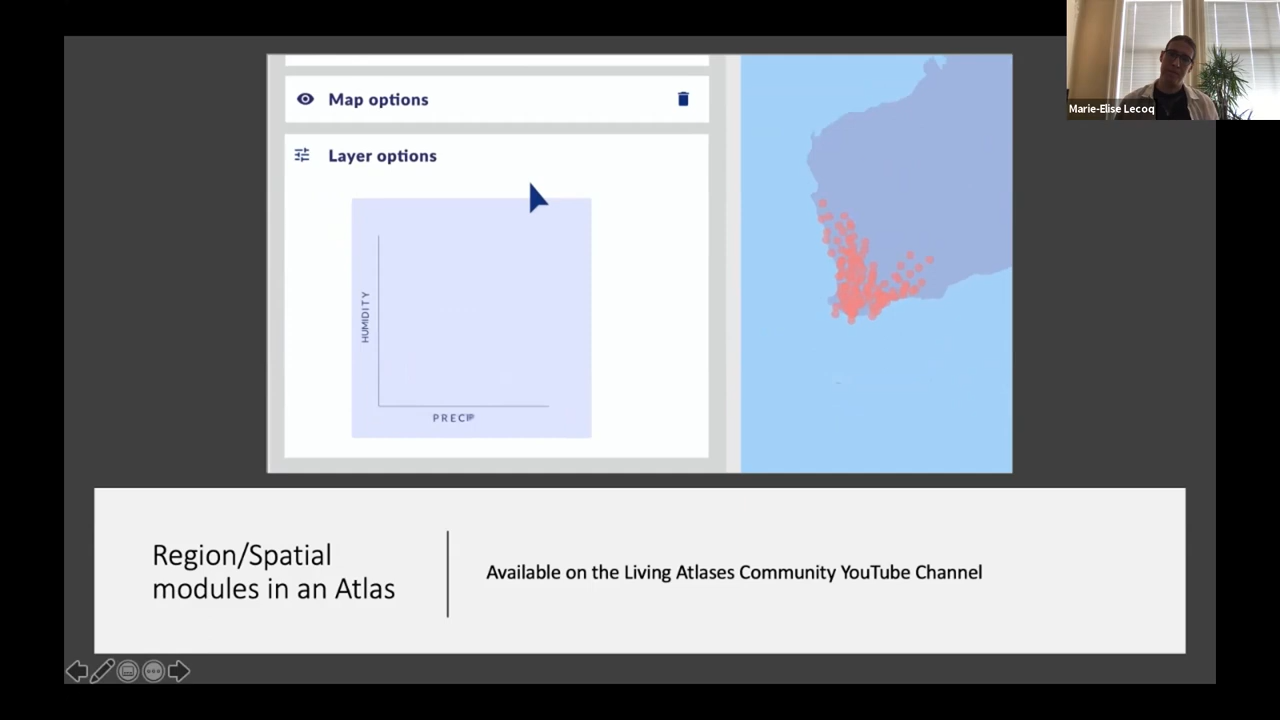 Map options
Layer options
HUMIDITY
PRECIP
Marie-Elise Lecoq
Region/Spatial
modules in an Atlas
Available on the Living Atlases Community YouTube Channel